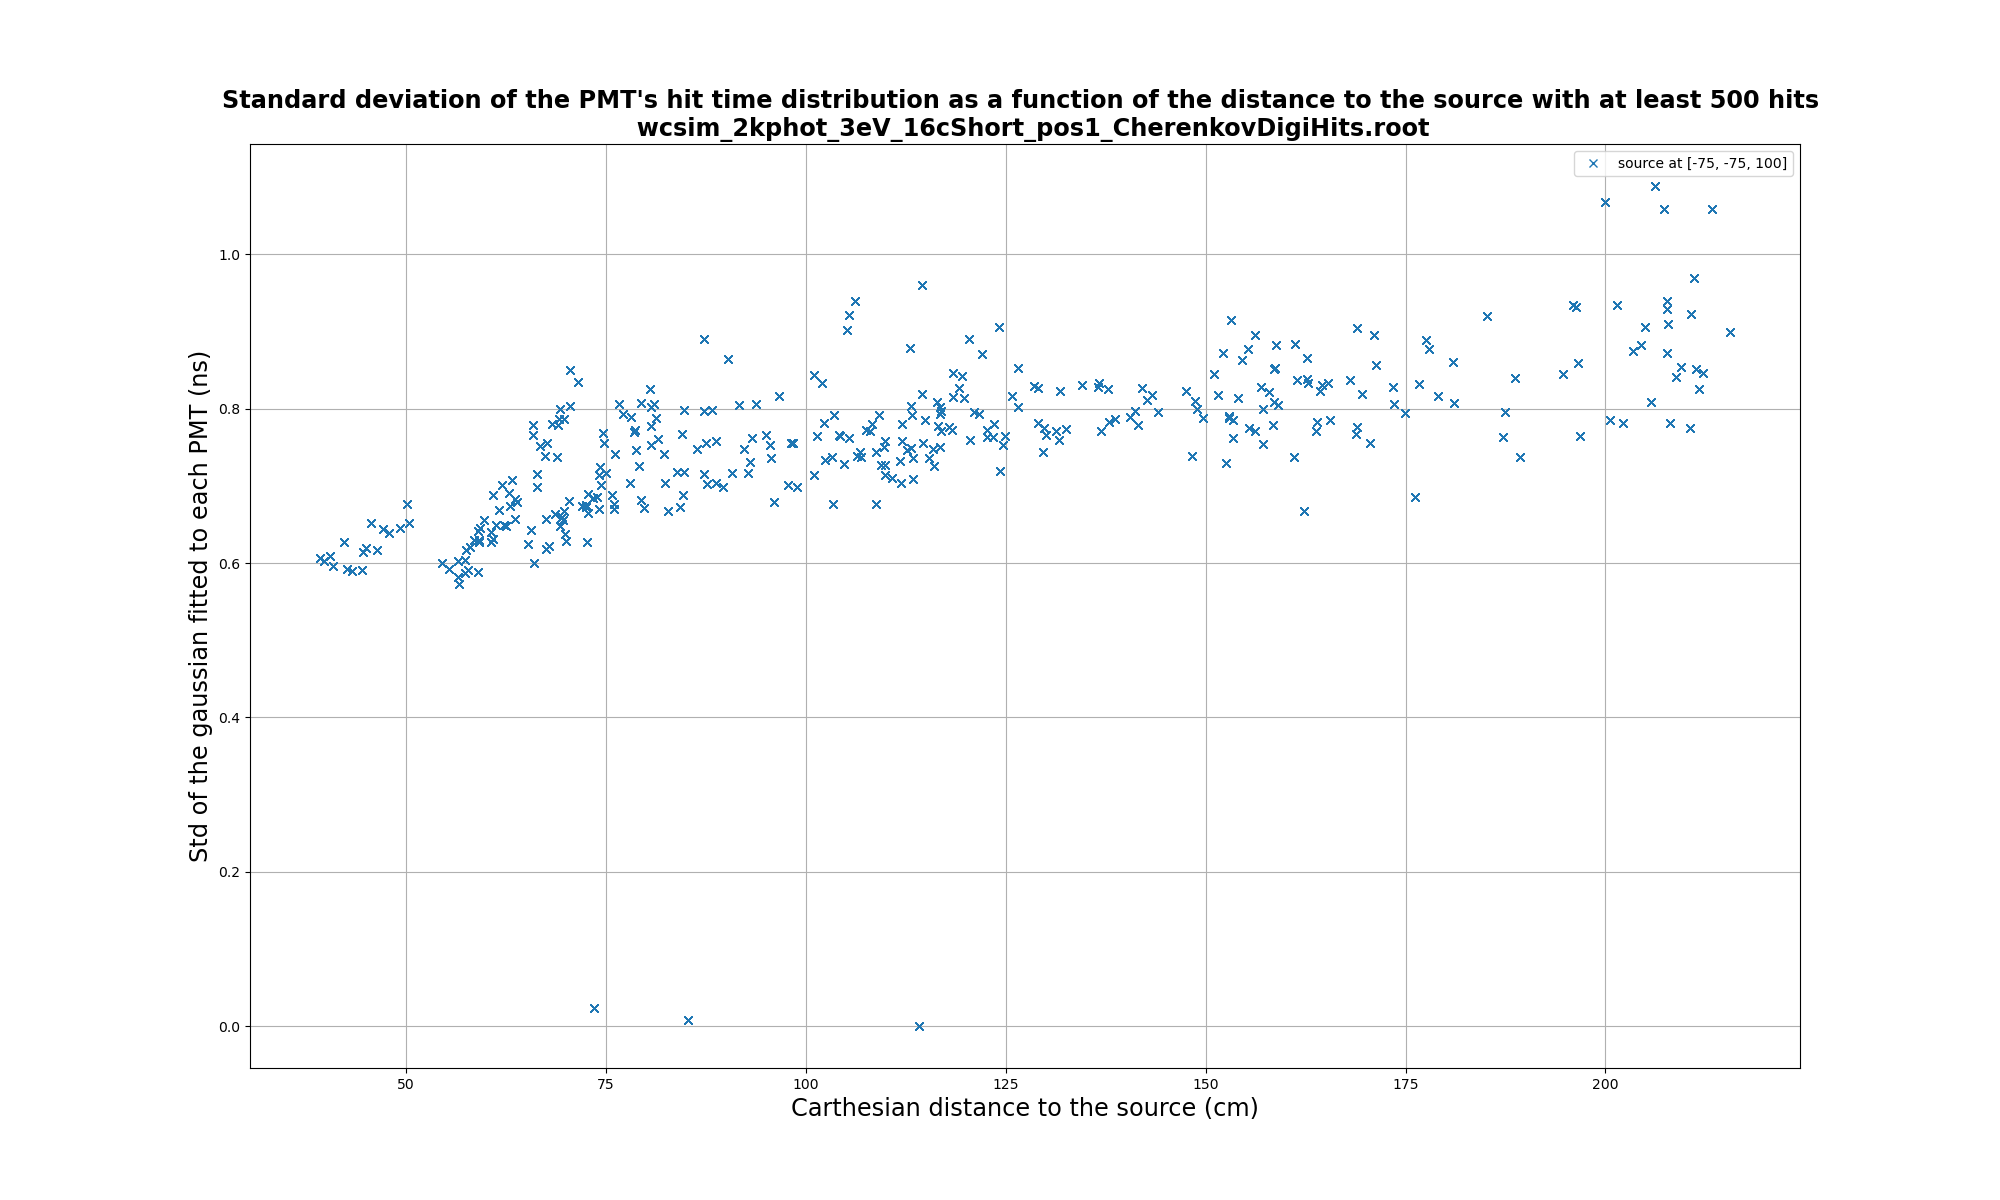 Standard deviation of the PMT's hit time distribution as a function of the distance to the source with at least 500 hits
wcsim_2kphot_3eV_16cShort_pos1_CherenkovDigiHits.root
source at [-75, -75, 100]
Std of the gaussian fitted to each PMT (ns)
1.0
0.8
0.6
0.4
0.2
0.0
50 75 100 125 150 175 200
Carthesian distance to the source (cm)